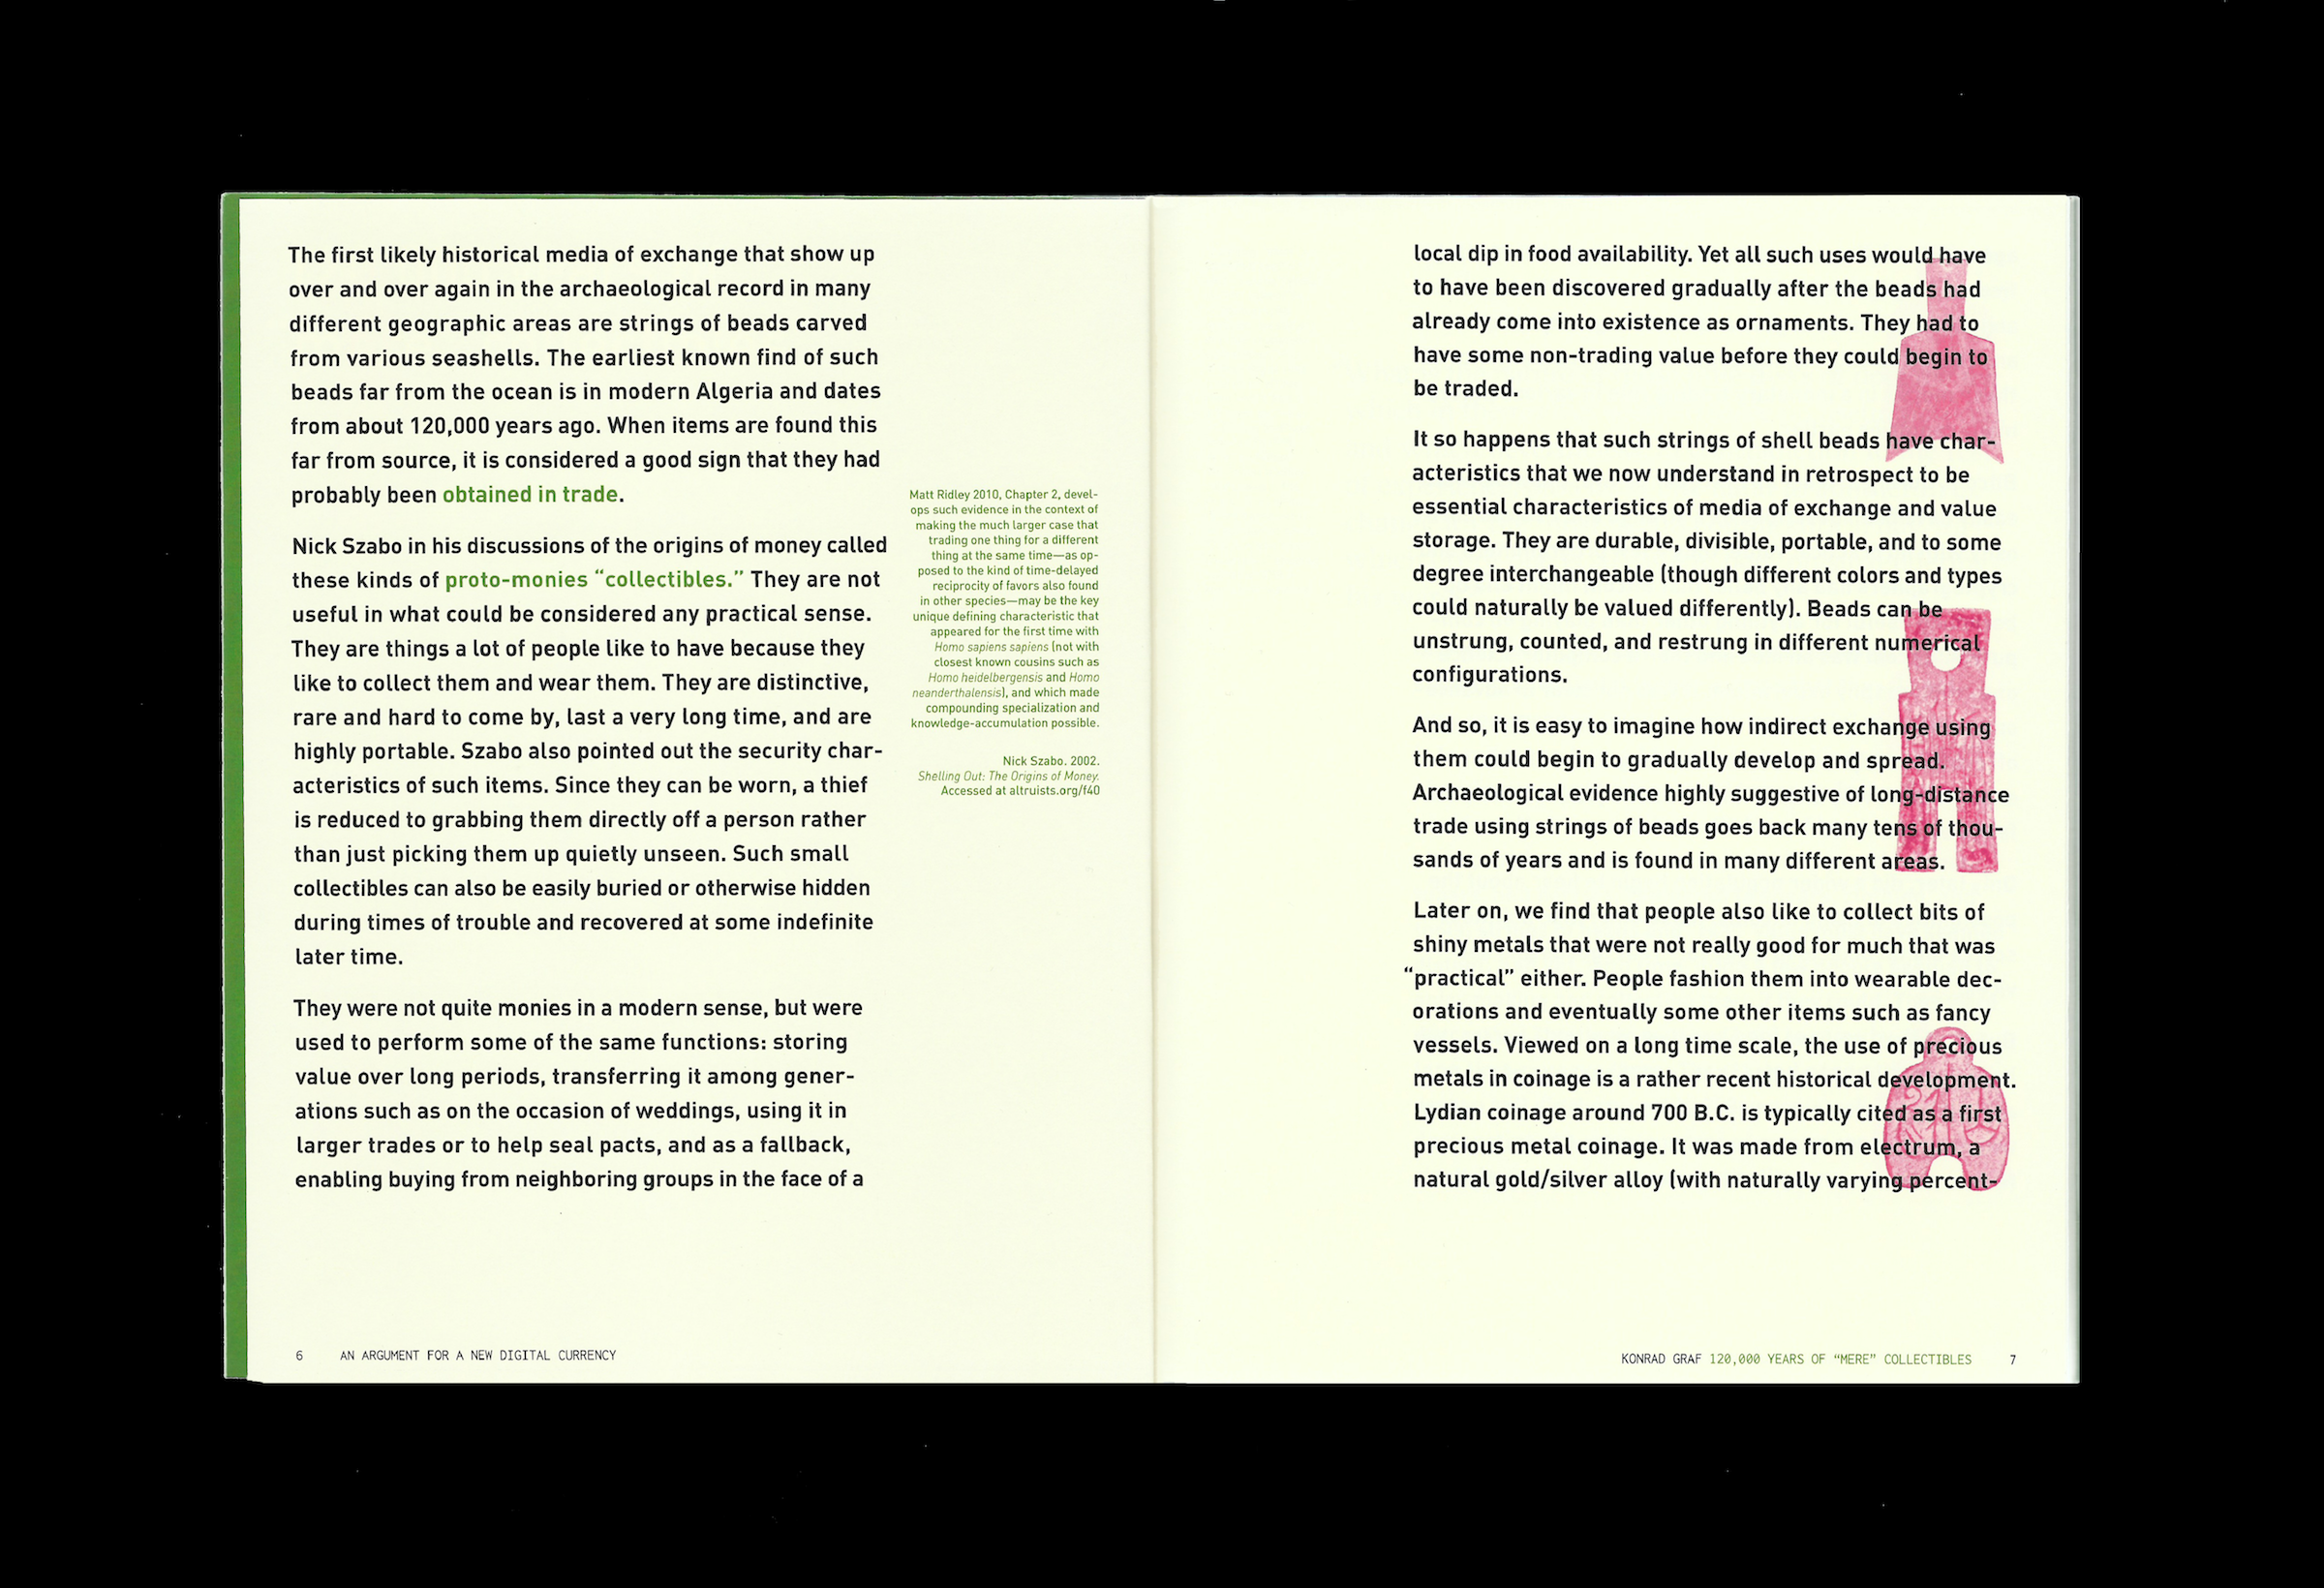 The first likely historical media of exchange that show up
over and over again in the archaeological record in many
different geographic areas are strings of beads carved
from various seashells. The earliest known find of such
beads far from the ocean is in modern Algeria and dates
from about 120,000 years ago. When items are found this
far from source, it is considered a good sign that they had
probably been obtained in trade.
Nick Szabo in his discussions of the origins of money called
these kinds of proto-monies “collectibles.” They are not
useful in what could be considered any practical sense.
They are things a lot of people like to have because they
like to collect them and wear them. They are distinctive,
rare and hard to come by, last a very long time, and are
highly portable. Szabo also pointed out the security char-
acteristics of such items. Since they can be worn, a thief
is reduced to grabbing them directly off a person rather
than just picking them up quietly unseen. Such small
collectibles can also be easily buried or otherwise hidden
during times of trouble and recovered at some indefinite
later time.
They were not quite monies in a modern sense, but were
used to perform some of the same functions: storing
value over long periods, transferring it among gener-
ations such as on the occasion of weddings, using it in
larger trades or to help seal pacts, and as a fallback,
enabling buying from neighboring groups in the face of a
Matt Ridley 2010, Chapter 2, devel-
ops such evidence in the context of
making the much larger case that
trading one thing for a different
thing at the same time—as op-
posed to the kind of time-delayed
reciprocity of favors also found
in other species—may be the key
unique defining characteristic that
appeared for the first time with
Homo sapiens sapiens (not with
closest known cousins such as
Homo heidelbergensis and Homo
neanderthalensis), and which made
compounding specialization and
knowledge-accumulation possible.
Nick Szabo. 2002.
Shelling Out: The Origins of Money.
Accessed at altruists.org/f40
6 AN ARGUMENT FOR A NEW DIGITAL CURRENCY
local dip in food availability. Yet all such uses would have
to have been discovered gradually after the beads had
already come into existence as ornaments. They had to
have some non-trading value before they could begin to
be traded.
It so happens that such strings of shell beads have char-
acteristics that we now understand in retrospect to be
essential characteristics of media of exchange and value
storage. They are durable, divisible, portable, and to some
degree interchangeable (though different colors and types
could naturally be valued differently). Beads can be
unstrung, counted, and restrung in different numerical
configurations.
And so, it is easy to imagine how indirect exchange using
them could begin to gradually develop and spread.
Archaeological evidence highly suggestive of long-distance
trade using strings of beads goes back many tens of thou-
sands of years and is found in many different areas.
Later on, we find that people also like to collect bits of
shiny metals that were not really good for much that was
“practical” either. People fashion them into wearable dec-
orations and eventually some other items such as fancy
vessels. Viewed on a long time scale, the use of precious
metals in coinage is a rather recent historical development.
Lydian coinage around 700 B.C. is typically cited as a first
precious metal coinage. It was made from electrum, a
natural gold/silver alloy (with naturally varying percent-
KONRAD GRAF 120,000 YEARS OF “MERE” COLLECTIBLES 7